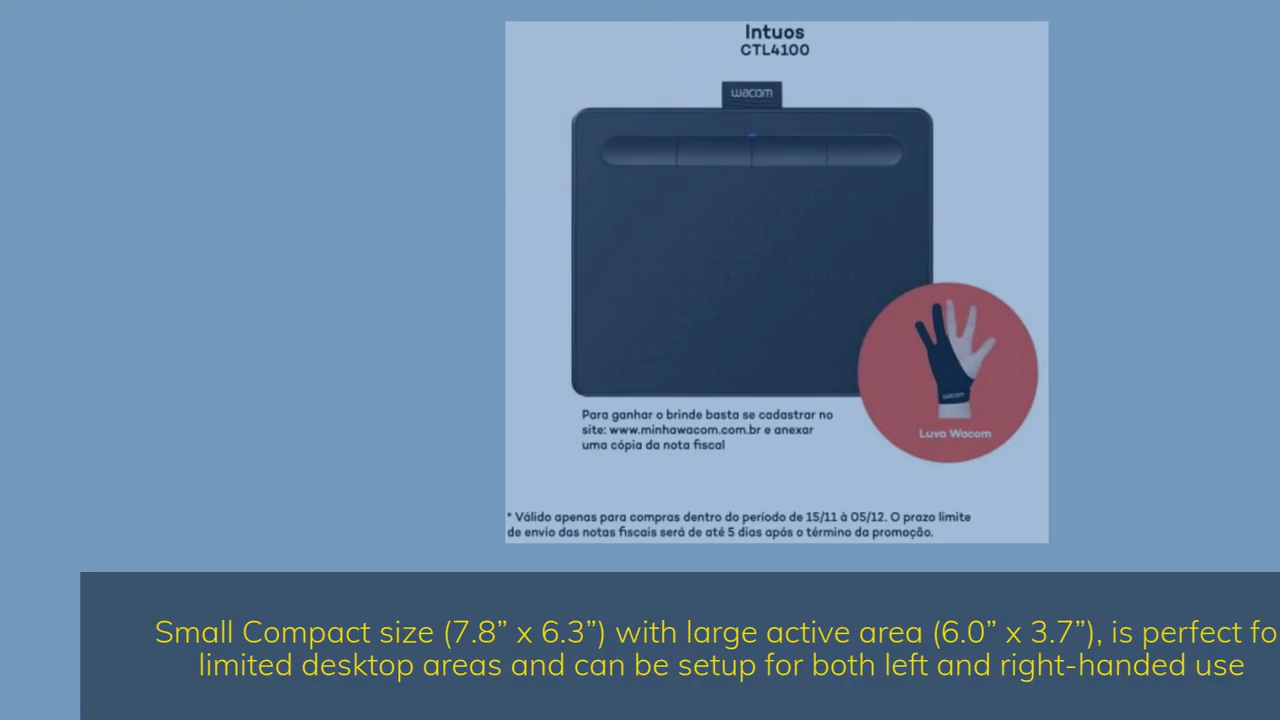 Intuos
CTL4100
wacom
wacom
Luva Wacom
Para ganhar o brinde basta se cadastrar no
site: www.minhawacom.com.br e anexar
uma cópia da nota fiscal
* Válido apenas para compras dentro do período de 15/11 à 05/12. O prazo limite
de envio das notas fiscais será de até 5 dias após o término da promoção.
Small Compact size (7.8” x 6.3”) with large active area (6.0” x 3.7”), is perfect fo
limited desktop areas and can be setup for both left and right-handed use